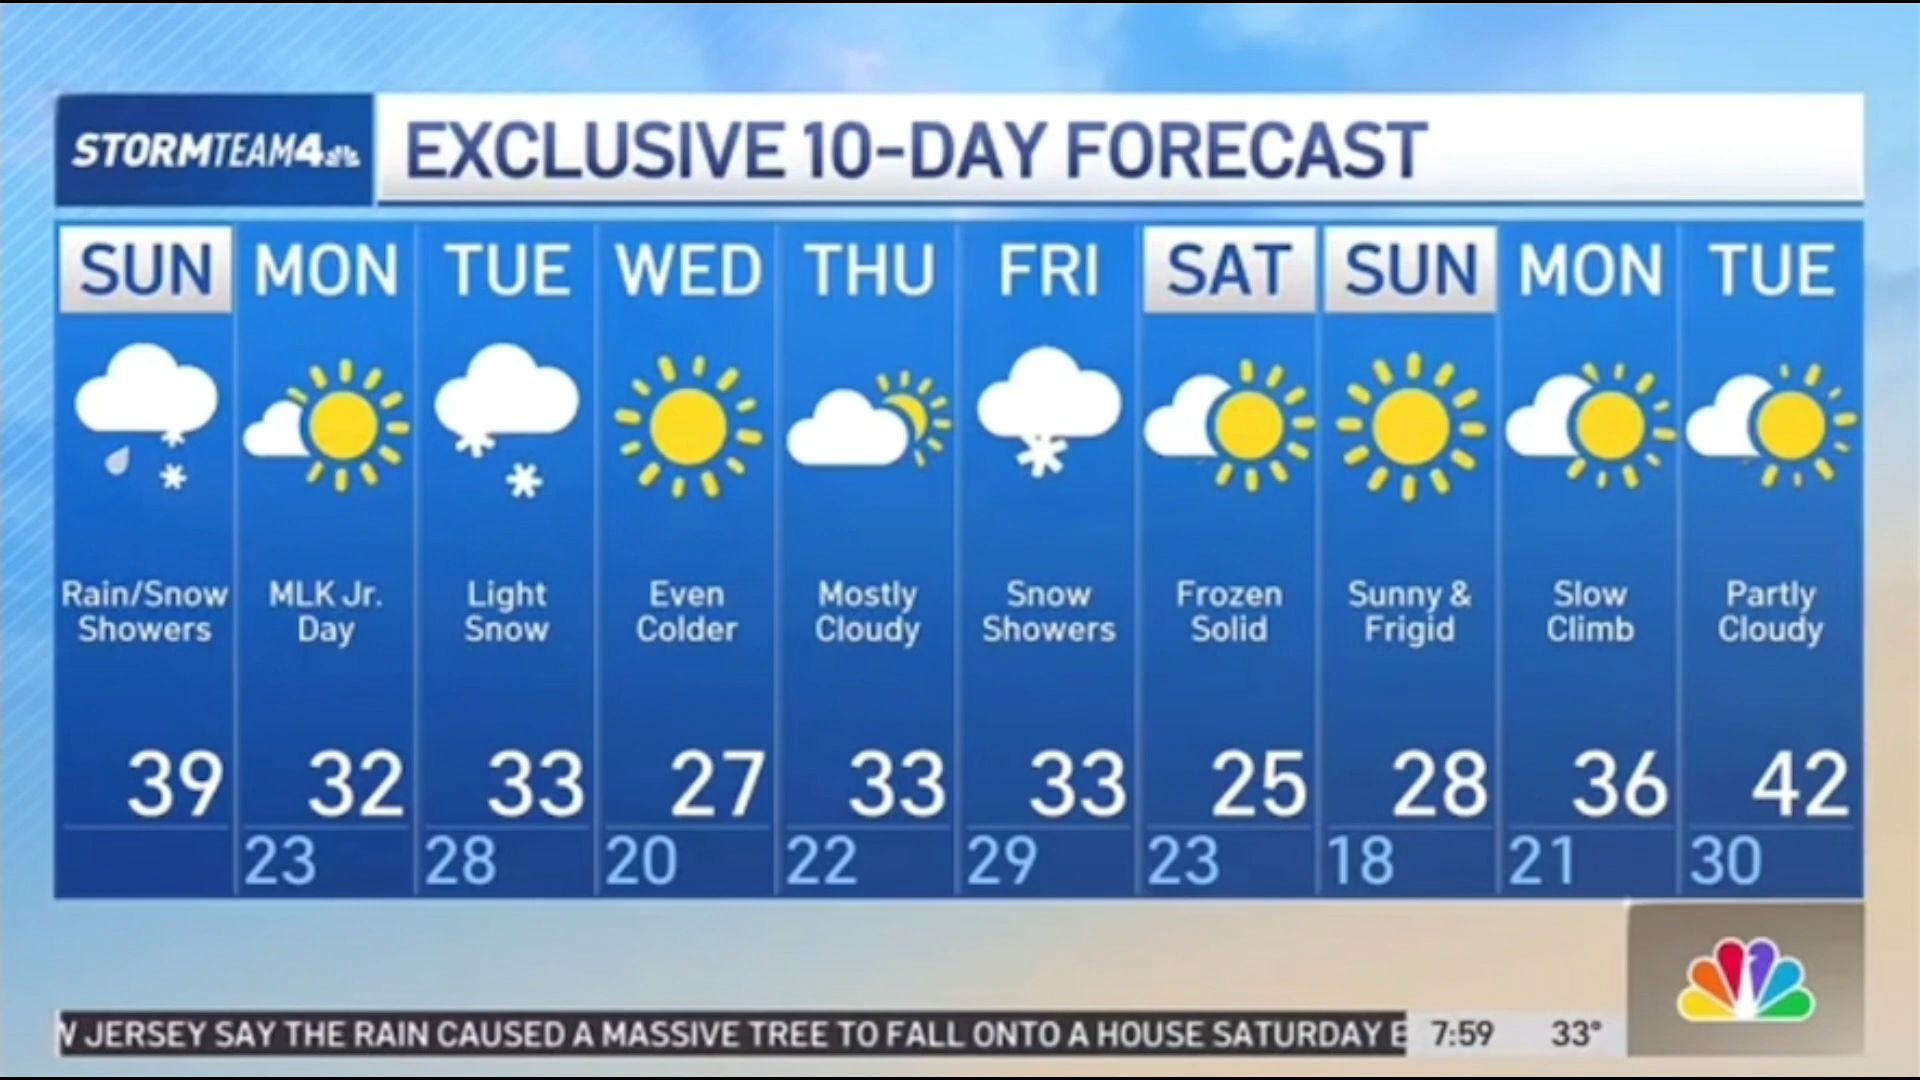 STORMTEAM4
EXCLUSIVE 10-DAY FORECAST
SUN MON TUE WED THU FRI SAT SUN MON TUE
Rain/Snow
Showers
MLK Jr.
Day
Light
Snow
Even
Colder
Mostly
Cloudy
Snow
Showers
Frozen
Solid
Sunny &
Frigid
Slow
Climb
Partly
Cloudy
39 32 33 27 33 33 25 28 36 42
23 28 20 22 29 23 18 21 30
JERSEY SAY THE RAIN CAUSED A MASSIVE TREE TO FALL ONTO A HOUSE SATURDAY
7:59 33°